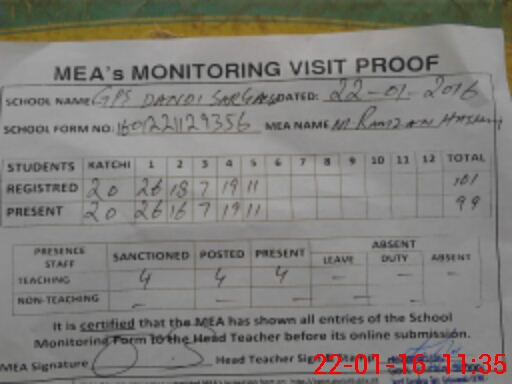 MEA's MONITORING VISIT PROOF
SCHOOL NAME GPS DANDI SARGANI DATED: 22-01-2016
SCHOOL FORM NO: MEA NAME M. RAMZAN
STUDENTS KATCHI 1 2 3 4 5 6 7 8 9 10 11 12 TOTAL
REGISTRED 20 26 18 7 19 11 101
PRESENT 20 26 16 7 19 11 99
PRESENCE STAFF SANCTIONED POSTED PRESENT ABSENT
LEAVE DUTY ABSENT
TEACHING 4 4 4 - - -
NON-TEACHING - - - - -
It is certified that the MEA has shown all entries of the School
Monitoring Form to the Head Teacher before its online submission.
MEA Signature Head Teacher
22-01-16 11:35